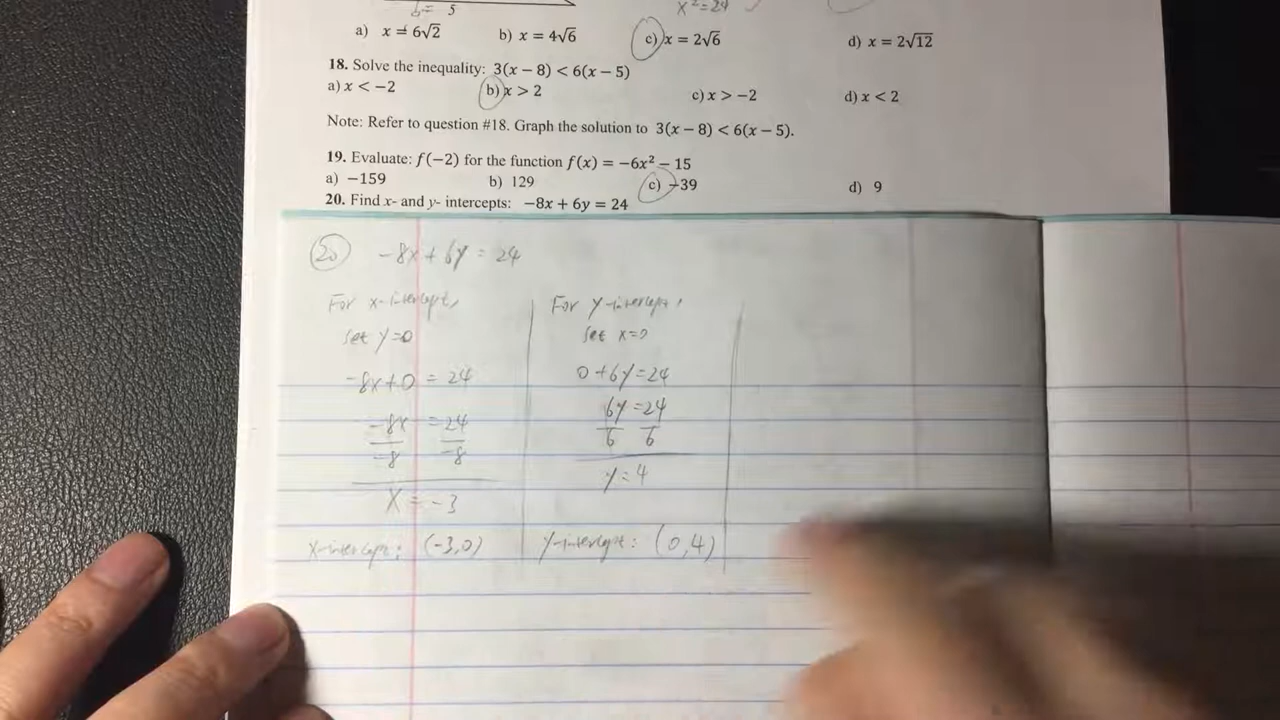 b= 5
x²=24
a) x = 6√2 b) x = 4√6 c) x = 2√6 d) x = 2√12
18. Solve the inequality: 3(x − 8) < 6(x − 5)
a) x < −2 b) x > 2 c) x > −2 d) x < 2
Note: Refer to question #18. Graph the solution to 3(x − 8) < 6(x − 5).
19. Evaluate: f(−2) for the function f(x) = −6x² − 15
a) −159 b) 129 c) −39 d) 9
20. Find x- and y- intercepts: −8x + 6y = 24
20 -8x + 6y = 24
For x-intercept,
set y=0
-8x+0 = 24
-8x = 24
-8 -8
x = -3
x-intercept: (-3,0)
For y-intercept,
set x=0
0+6y=24
6y=24
6 6
y=4
y-intercept: (0,4)